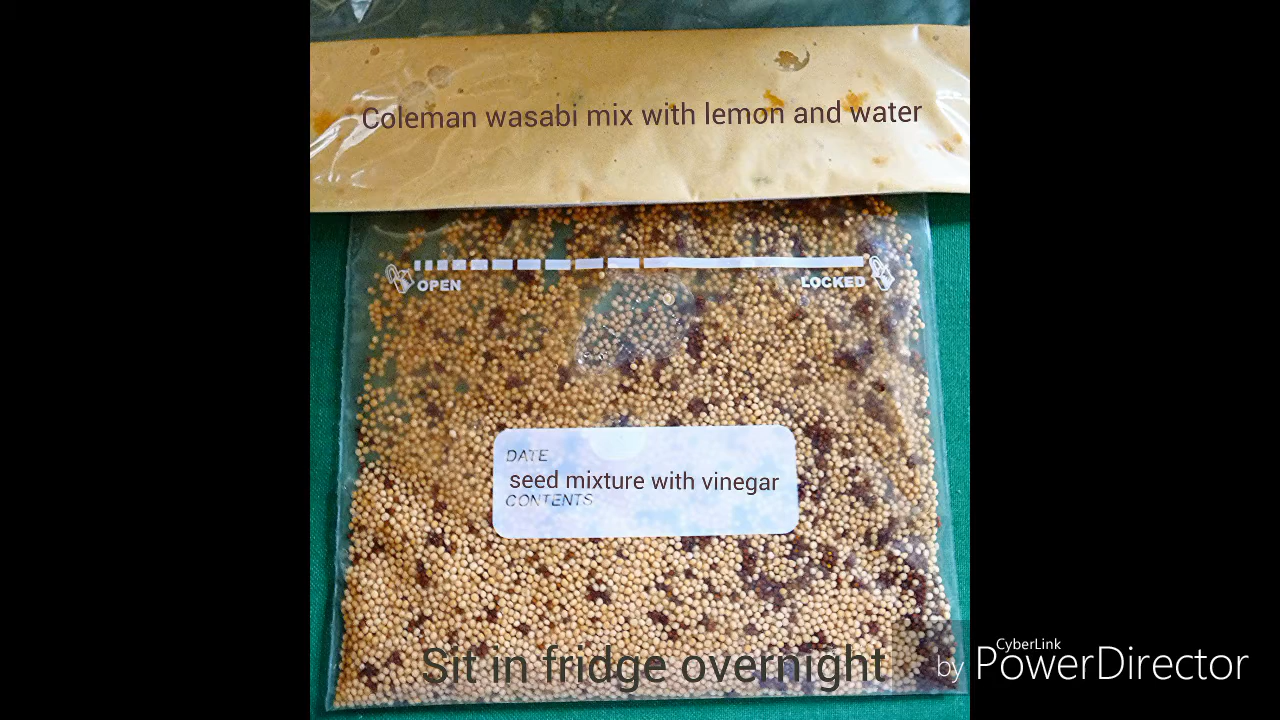 Coleman wasabi mix with lemon and water
OPEN
LOCKED
DATE
seed mixture with vinegar
CONTENTS
Sit in fridge overnight
CyberLink
by PowerDirector